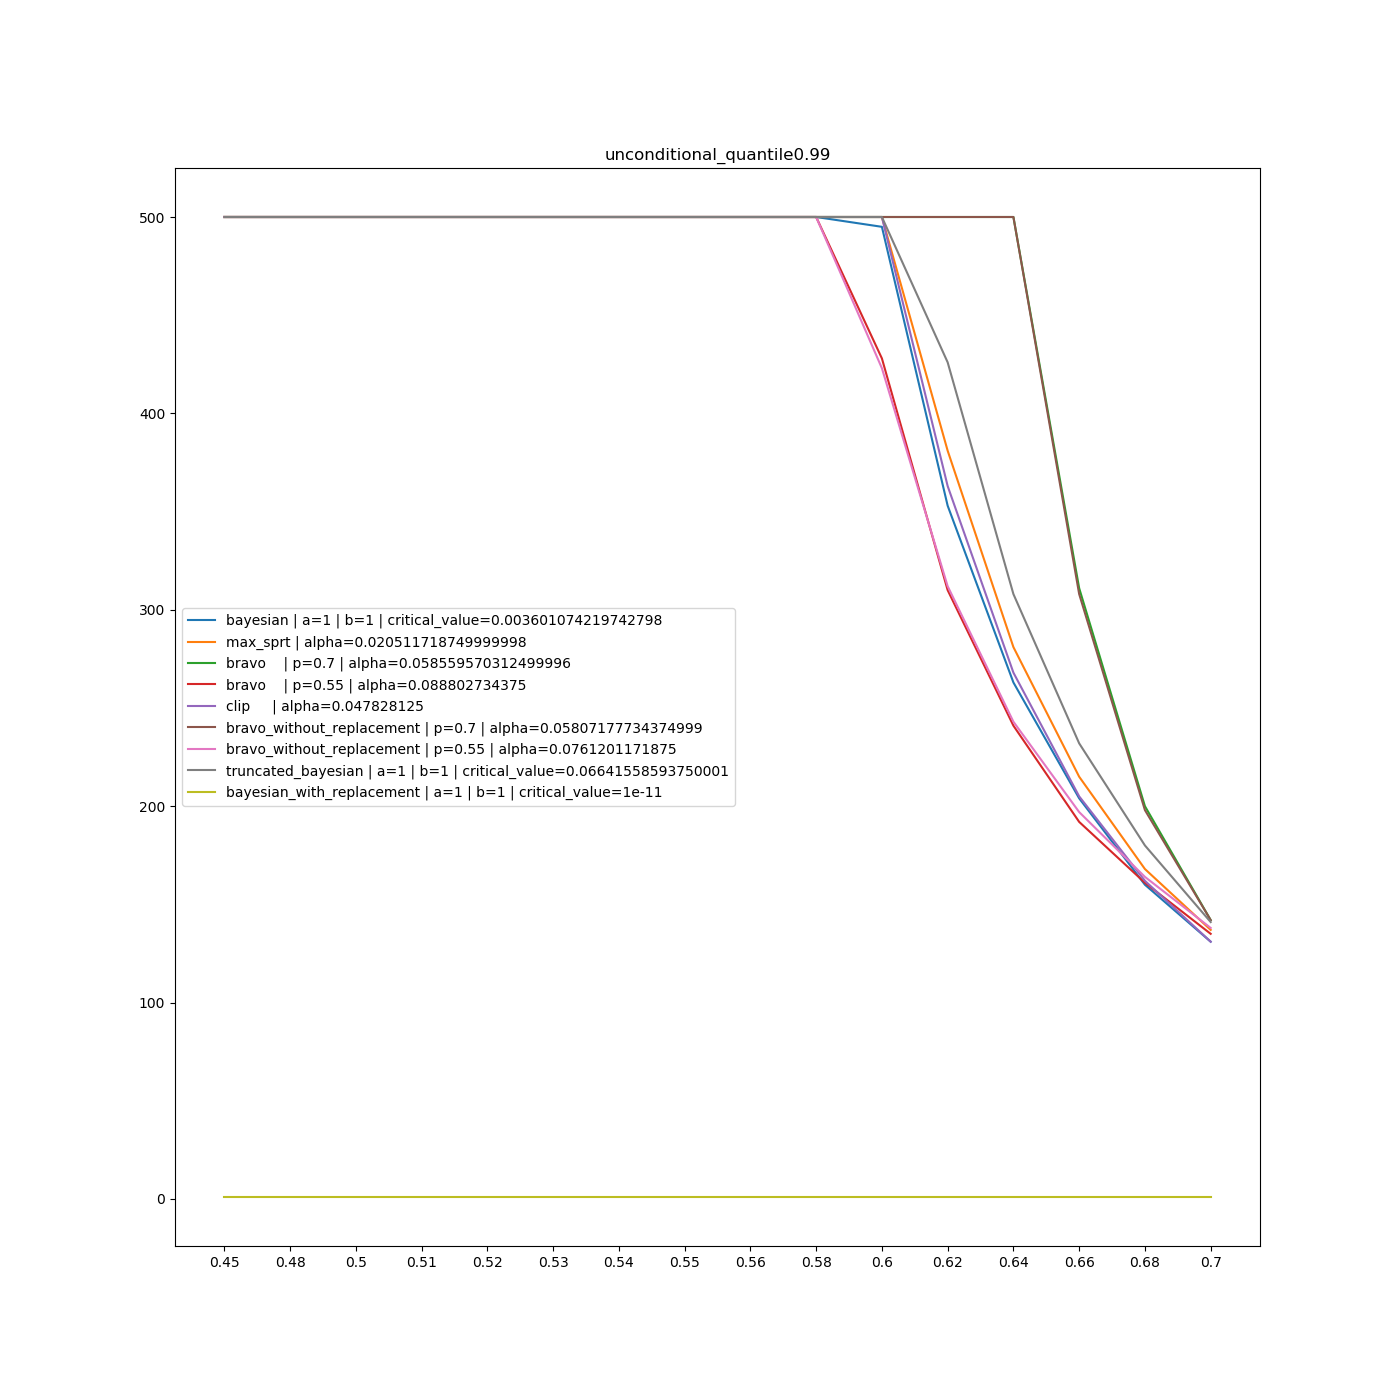 unconditional_quantile0.99
500
400
300
200
100
0
bayesian | a=1 | b=1 | critical_value=0.003601074219742798
max_sprt | alpha=0.020511718749999998
bravo    | p=0.7 | alpha=0.058559570312499996
bravo    | p=0.55 | alpha=0.088802734375
clip     | alpha=0.047828125
bravo_without_replacement | p=0.7 | alpha=0.05807177734374999
bravo_without_replacement | p=0.55 | alpha=0.0761201171875
truncated_bayesian | a=1 | b=1 | critical_value=0.06641558593750001
bayesian_with_replacement | a=1 | b=1 | critical_value=1e-11
0.45 0.48 0.5 0.51 0.52 0.53 0.54 0.55 0.56 0.58 0.6 0.62 0.64 0.66 0.68 0.7